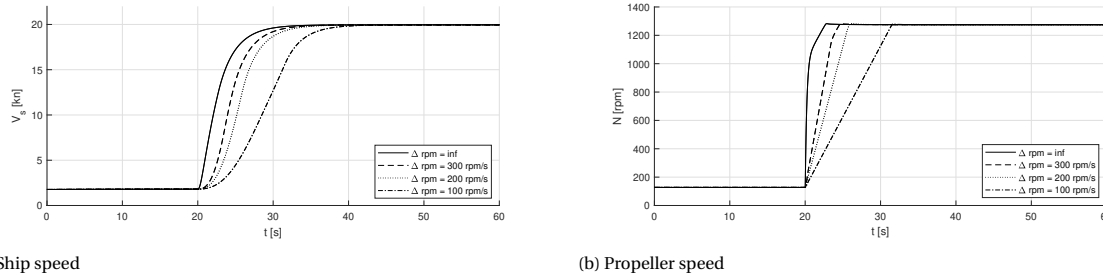 20
15
10
5
0
V s [kn]
0 10 20 30 40 50 60
t [s]
Δ rpm = inf
Δ rpm = 300 rpm/s
Δ rpm = 200 rpm/s
Δ rpm = 100 rpm/s
Ship speed
1400
1200
1000
800
600
400
200
0
N [rpm]
0 10 20 30 40 50 60
t [s]
Δ rpm = inf
Δ rpm = 300 rpm/s
Δ rpm = 200 rpm/s
Δ rpm = 100 rpm/s
(b) Propeller speed